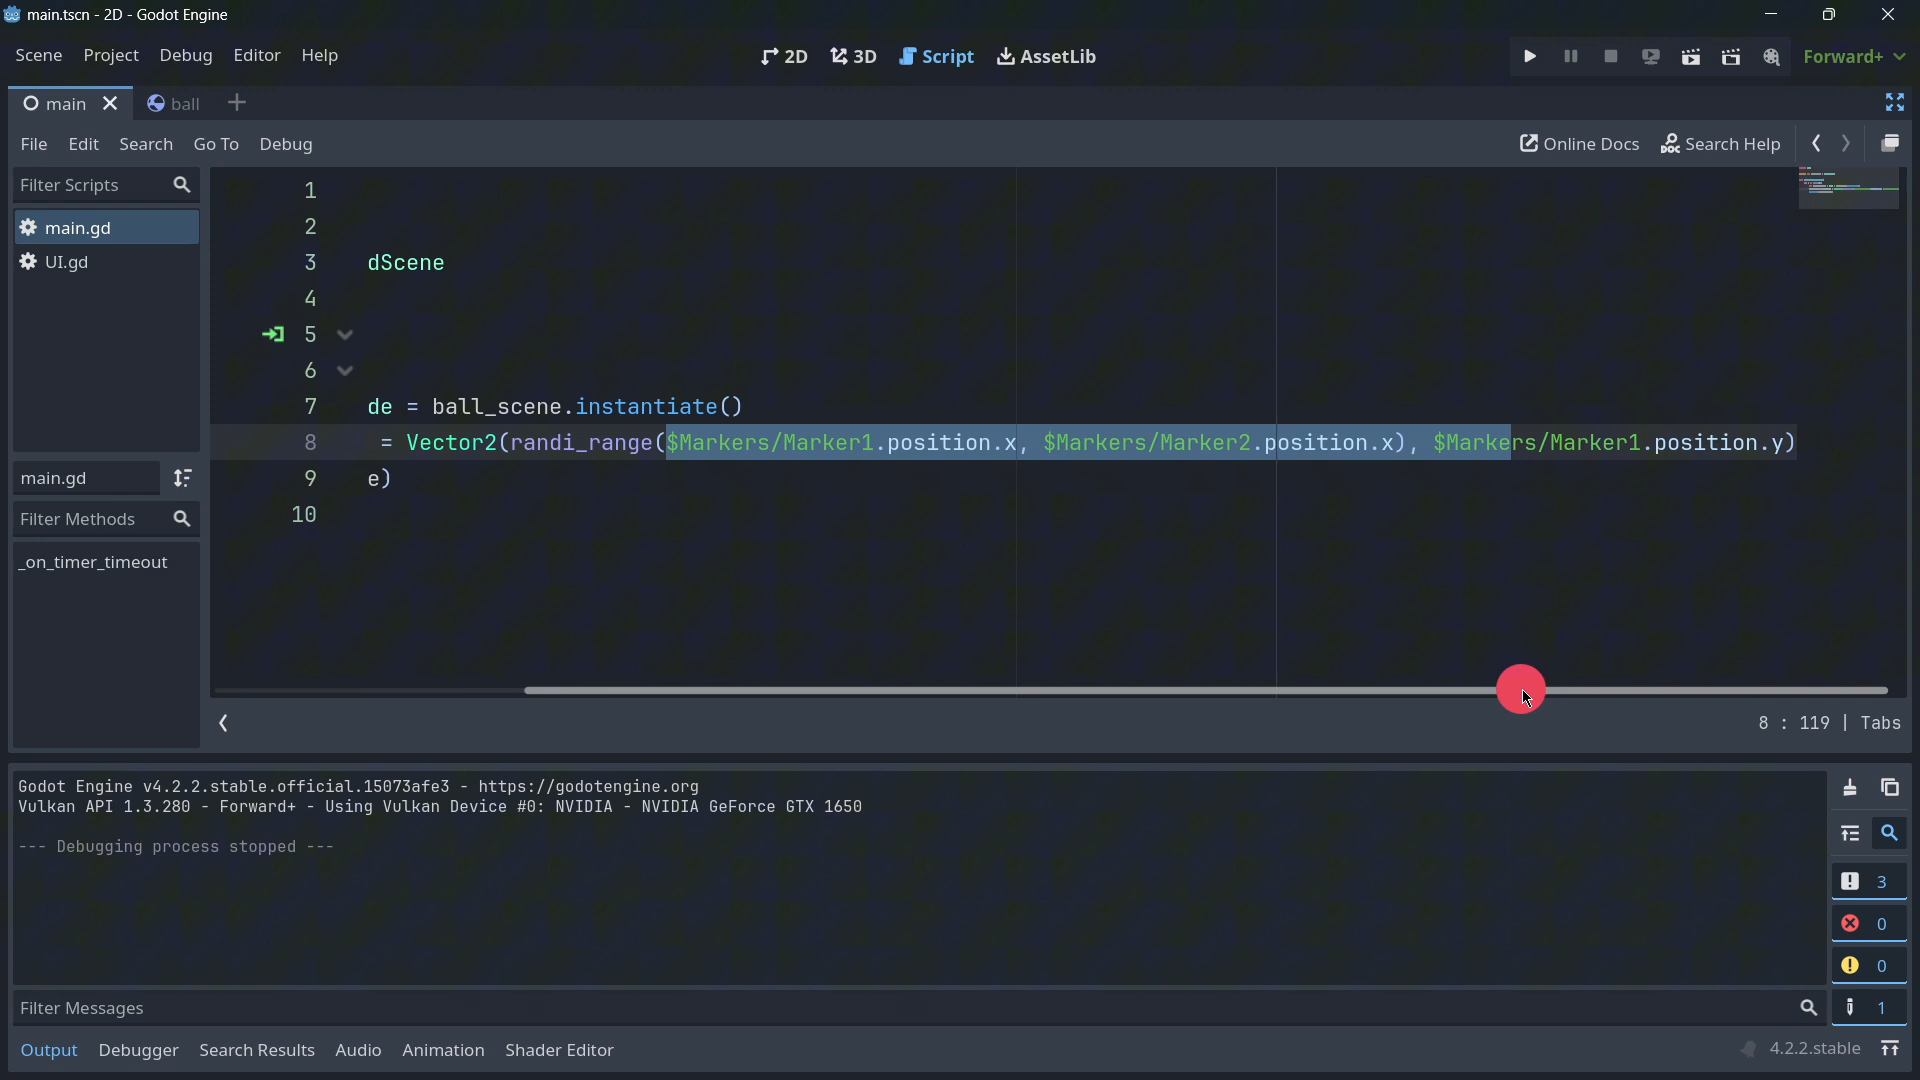 main.tscn - 2D - Godot Engine
Scene Project Debug Editor Help
2D 3D Script AssetLib
Forward+
main ball
File Edit Search Go To Debug
Online Docs Search Help
Filter Scripts
main.gd
UI.gd
main.gd
Filter Methods
_on_timer_timeout
1
2
3 dScene
4
5
6
7 de = ball_scene.instantiate()
8 = Vector2(randi_range($Markers/Marker1.position.x, $Markers/Marker2.position.x), $Markers/Marker1.position.y)
9 e)
10
8 : 119 | Tabs
Godot Engine v4.2.2.stable.official.15073afe3 - https://godotengine.org
Vulkan API 1.3.280 - Forward+ - Using Vulkan Device #0: NVIDIA - NVIDIA GeForce GTX 1650
--- Debugging process stopped ---
3
0
0
1
Filter Messages
Output Debugger Search Results Audio Animation Shader Editor
4.2.2.stable